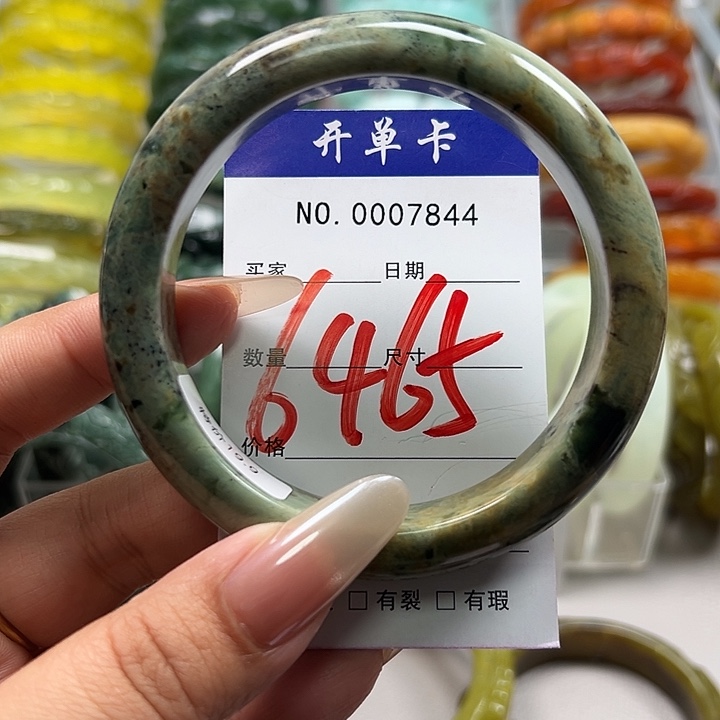 开单卡
NO. 0007844
买家 日期
6465
数量 尺寸
价格
□ 有裂 □ 有瑕